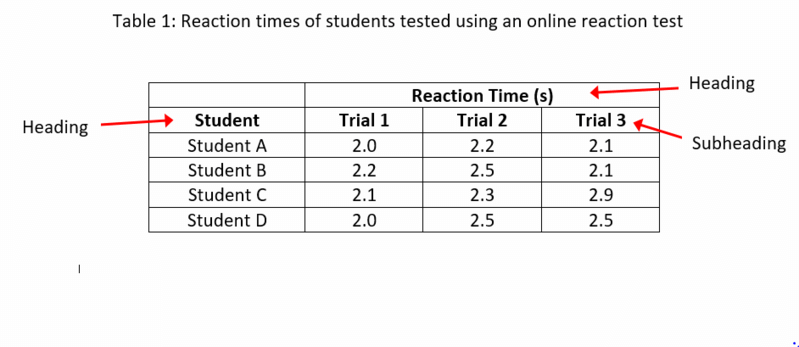 Table 1: Reaction times of students tested using an online reaction test
Reaction Time (s)
Heading
Heading
Student Trial 1 Trial 2 Trial 3
Subheading
Student A 2.0 2.2 2.1
Student B 2.2 2.5 2.1
Student C 2.1 2.3 2.9
Student D 2.0 2.5 2.5